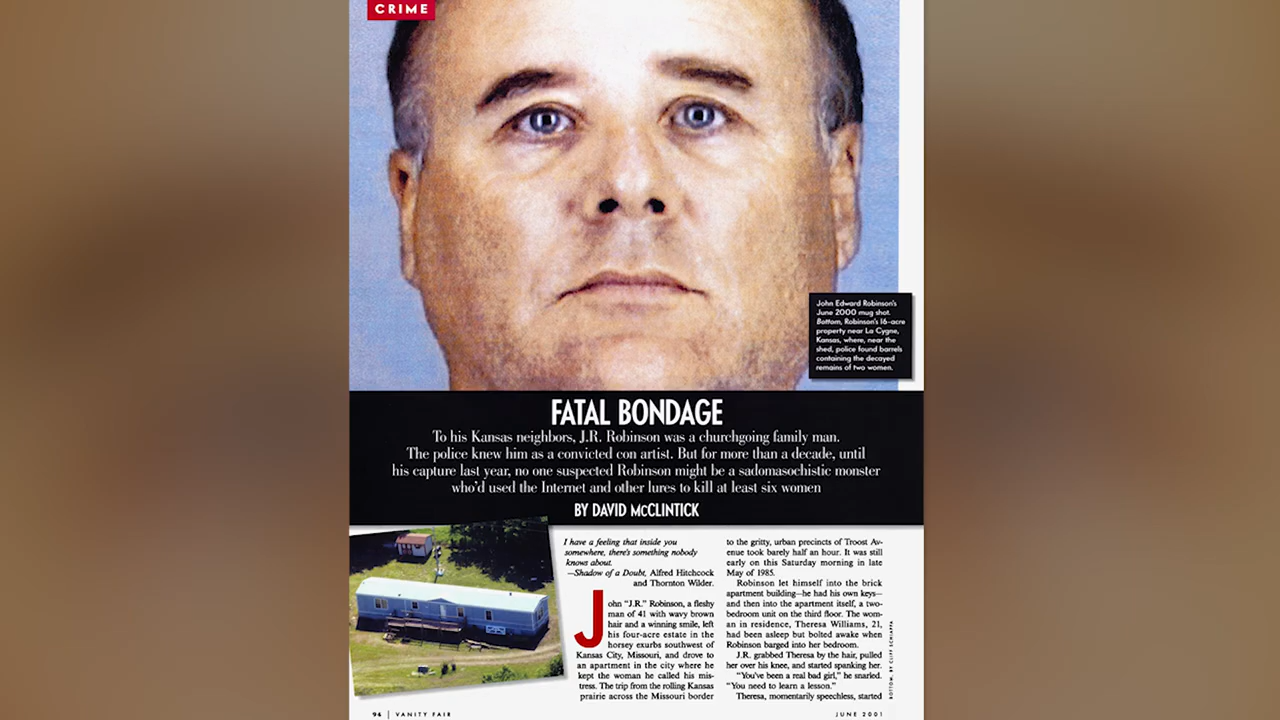 CRIME
John Edward Robinson's
June 2000 mug shot.
Bottom, Robinson's 16-acre
property near La Cygne,
Kansas, where, near the
shed, police found barrels
containing the decayed
remains of two women.
FATAL BONDAGE
To his Kansas neighbors, J.R. Robinson was a churchgoing family man.
The police knew him as a convicted con artist. But for more than a decade, until
his capture last year, no one suspected Robinson might be a sadomasochistic monster
who'd used the Internet and other lures to kill at least six women
BY DAVID McCLINTICK
I have a feeling that inside you
somewhere, there's something nobody
knows about.
—Shadow of a Doubt, Alfred Hitchcock
and Thornton Wilder.
John "J.R." Robinson, a fleshy
man of 41 with wavy brown
hair and a winning smile, left
his four-acre estate in the
horsey exurbs southwest of
Kansas City, Missouri, and drove to
an apartment in the city where he
kept the woman he called his mis-
tress. The trip from the rolling Kansas
prairie across the Missouri border
to the gritty, urban precincts of Troost Av-
enue took barely half an hour. It was still
early on this Saturday morning in late
May of 1985.
Robinson let himself into the brick
apartment building—he had his own keys—
and then into the apartment itself, a two-
bedroom unit on the third floor. The wom-
an in residence, Theresa Williams, 21,
had been asleep but bolted awake when
Robinson barged into her bedroom.
J.R. grabbed Theresa by the hair, pulled
her over his knee, and started spanking her.
"You've been a real bad girl," he snarled.
"You need to learn a lesson."
Theresa, momentarily speechless, started
BOTTOM, BY CLIFF SCHIAPPA
94 | VANITY FAIR
JUNE 2001